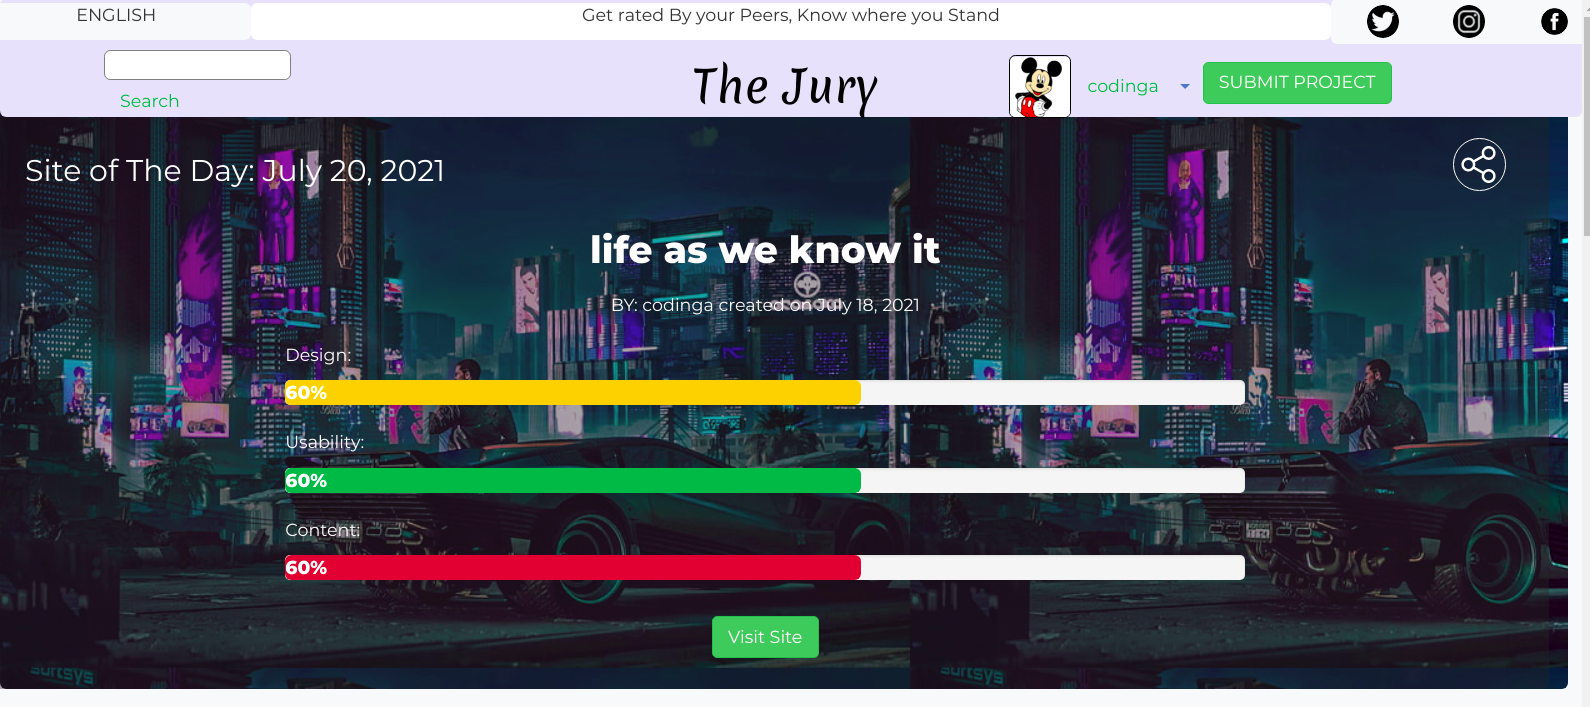 ENGLISH
Get rated By your Peers, Know where you Stand
The Jury
codinga
SUBMIT PROJECT
Search
Site of The Day: July 20, 2021
life as we know it
BY: codinga created on July 18, 2021
Design:
60%
Usability:
60%
Content:
60%
Visit Site